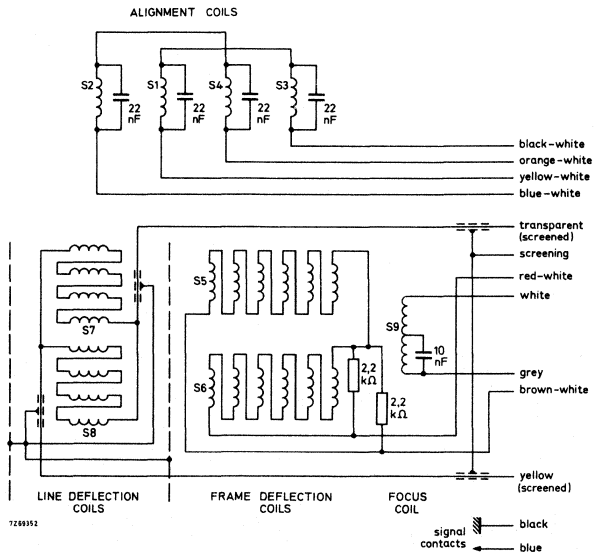 ALIGNMENT COILS
S2
22
nF
S1
22
nF
S4
22
nF
S3
22
nF
black-white
orange-white
yellow-white
blue-white
transparent
(screened)
screening
red-white
white
S5
S7
S9
10
nF
grey
S6
2,2
kΩ
brown-white
2,2
kΩ
S8
yellow
(screened)
LINE DEFLECTION
COILS
FRAME DEFLECTION
COILS
FOCUS
COIL
7Z69352
signal
contacts
black
blue